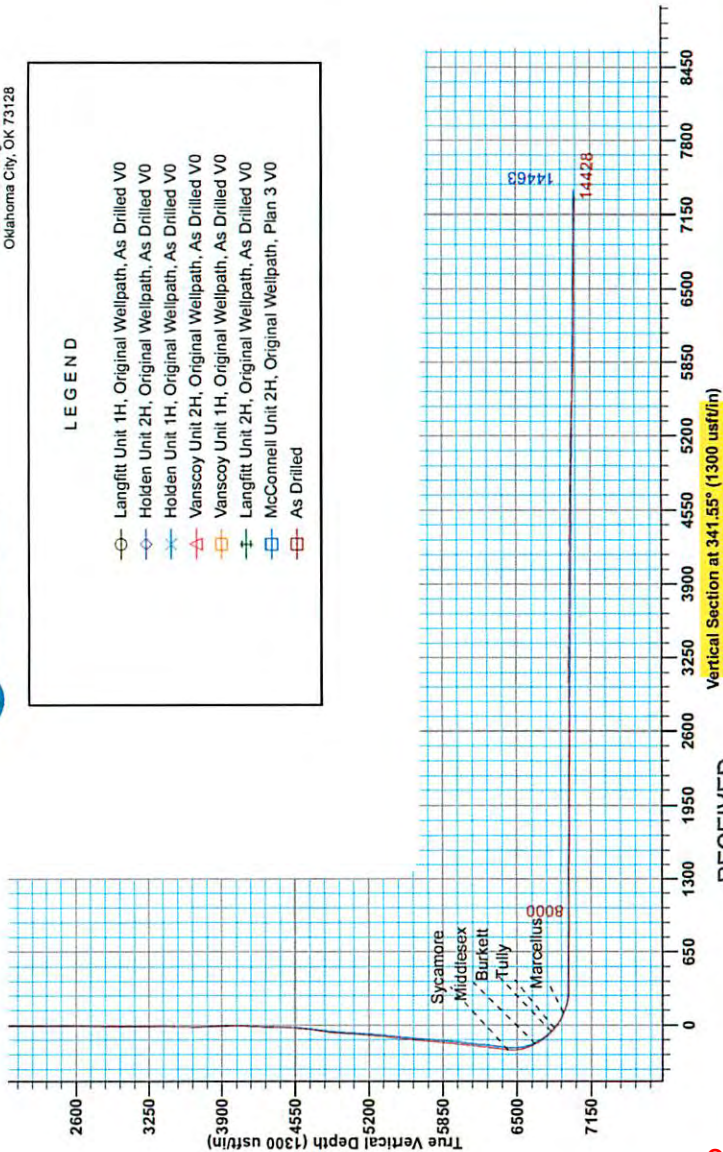 Oklahoma City, OK 73128
LEGEND
Langfitt Unit 1H, Original Wellpath, As Drilled V0
Holden Unit 2H, Original Wellpath, As Drilled V0
Holden Unit 1H, Original Wellpath, As Drilled V0
Vanscoy Unit 2H, Original Wellpath, As Drilled V0
Vanscoy Unit 1H, Original Wellpath, As Drilled V0
Langfitt Unit 2H, Original Wellpath, As Drilled V0
McConnell Unit 2H, Original Wellpath, Plan 3 V0
As Drilled
2600
3250
3900
4550
5200
5850
6500
7150
True Vertical Depth (1300 usft/in)
Sycamore
Middlesex
Burkett
Tully
Marcellus
8000
14463
14428
0
650
1300
1950
2600
3250
3900
4550
5200
5850
6500
7150
7800
8450
Vertical Section at 341.55° (1300 usft/in)
RECEIVED